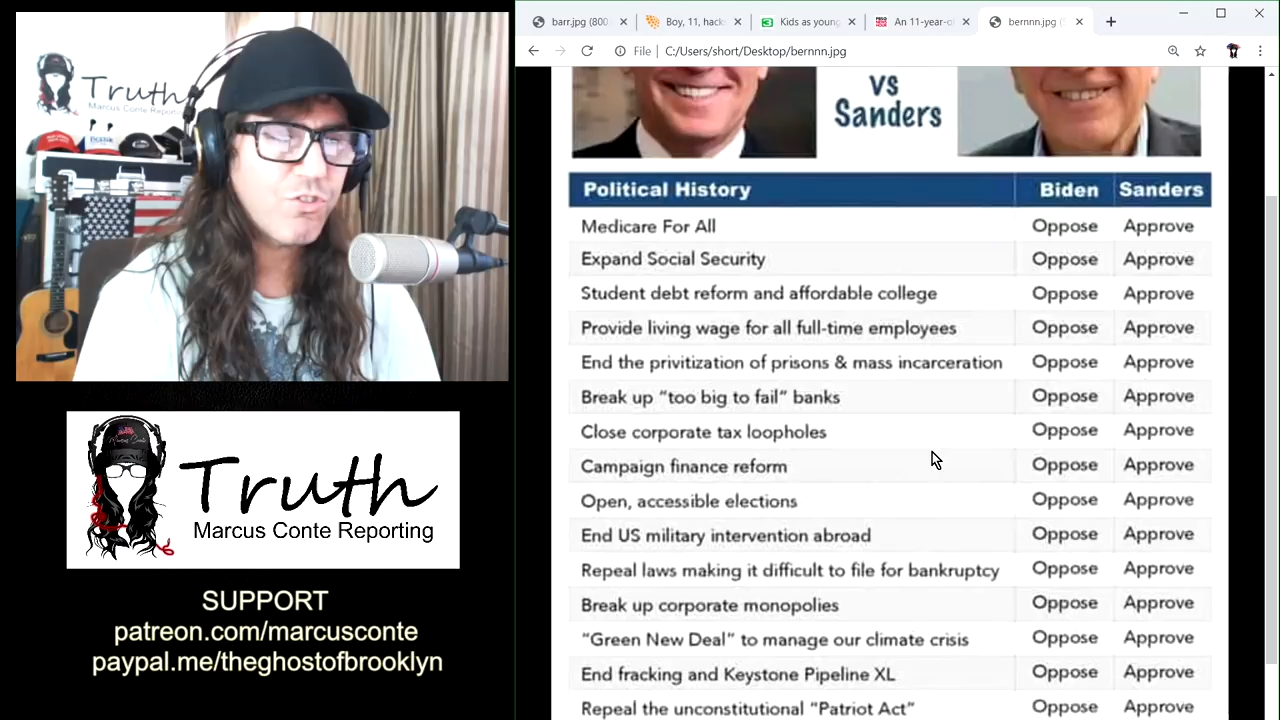 Truth
Marcus Conte Reporting
Truth
Marcus Conte Reporting
SUPPORT
patreon.com/marcusconte
paypal.me/theghostofbrooklyn
barr.jpg (800
Boy, 11, hack
Kids as young
An 11-year-o
bernnn.jpg (
File
C:/Users/short/Desktop/bernnn.jpg
vs
Sanders
Political History Biden Sanders
Medicare For All Oppose Approve
Expand Social Security Oppose Approve
Student debt reform and affordable college Oppose Approve
Provide living wage for all full-time employees Oppose Approve
End the privitization of prisons & mass incarceration Oppose Approve
Break up “too big to fail” banks Oppose Approve
Close corporate tax loopholes Oppose Approve
Campaign finance reform Oppose Approve
Open, accessible elections Oppose Approve
End US military intervention abroad Oppose Approve
Repeal laws making it difficult to file for bankruptcy Oppose Approve
Break up corporate monopolies Oppose Approve
“Green New Deal” to manage our climate crisis Oppose Approve
End fracking and Keystone Pipeline XL Oppose Approve
Repeal the unconstitutional “Patriot Act” Oppose Approve